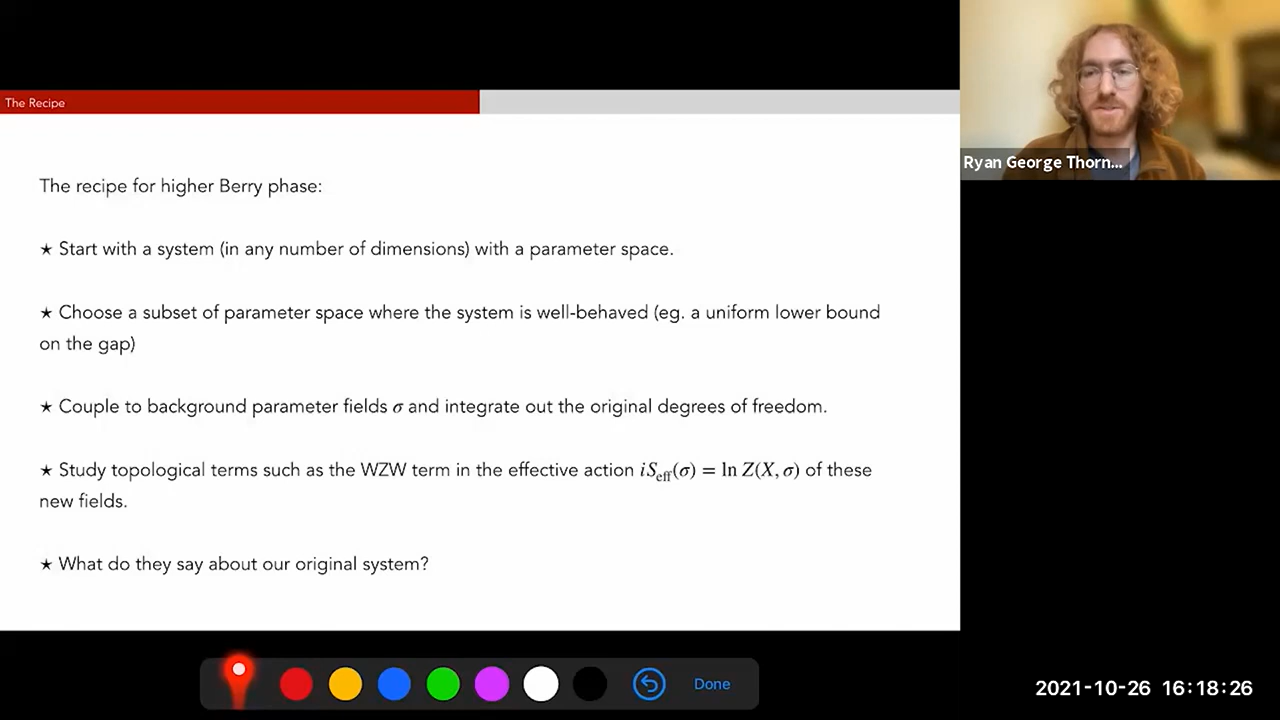 The Recipe
The recipe for higher Berry phase:
★ Start with a system (in any number of dimensions) with a parameter space.
★ Choose a subset of parameter space where the system is well-behaved (eg. a uniform lower bound
on the gap)
★ Couple to background parameter fields σ and integrate out the original degrees of freedom.
★ Study topological terms such as the WZW term in the effective action iS_eff(σ) = ln Z(X, σ) of these
new fields.
★ What do they say about our original system?
Ryan George Thorn...
Done
2021-10-26 16:18:26